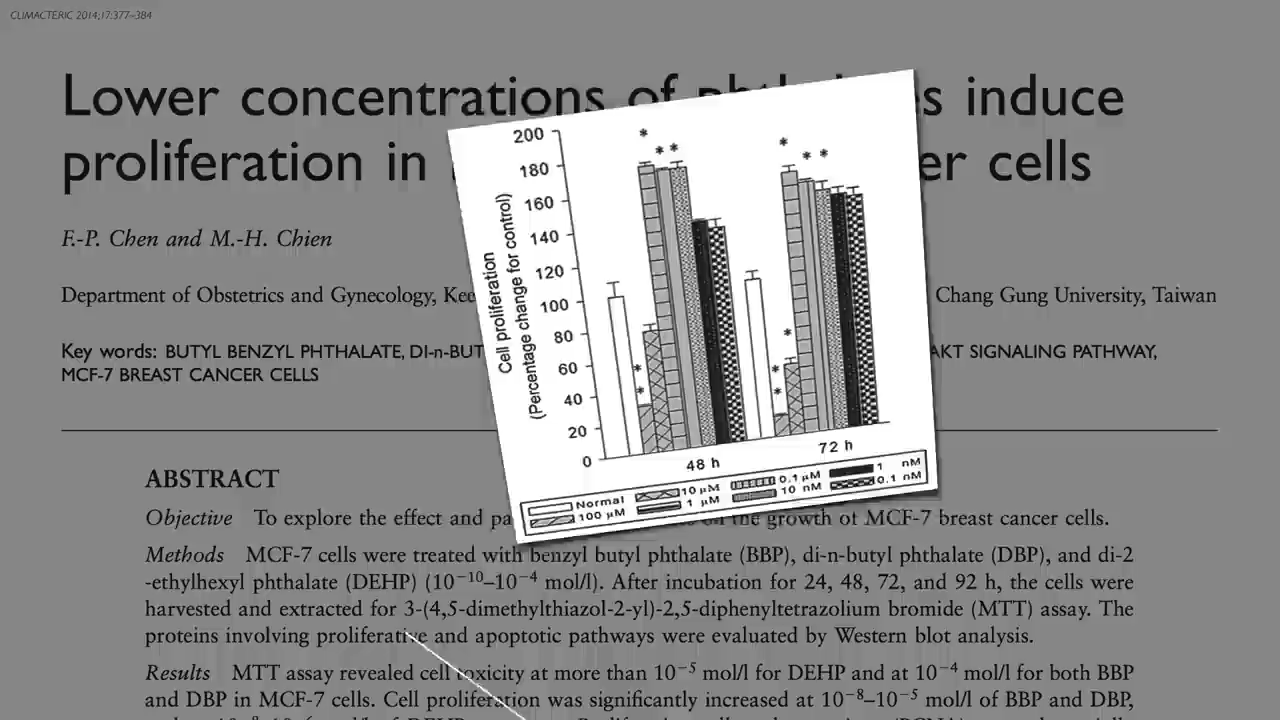 CLIMACTERIC 2014;17:377–384
Lower concentrations of phthalates induce
proliferation in cer cells
F.-P. Chen and M.-H. Chien
Department of Obstetrics and Gynecology, Kee Chang Gung University, Taiwan
Key words: BUTYL BENZYL PHTHALATE, DI-n-BUT AKT SIGNALING PATHWAY,
MCF-7 BREAST CANCER CELLS
Cell proliferation
(Percentage change for control)
200
180
160
140
120
100
80
60
40
20
0
* * * * * *
* * * * *
48 h 72 h
Normal 10 µM 0.1 µM 1 nM
100 µM 1 µM 10 nM 0.1 nM
ABSTRACT
Objective To explore the effect and pa on the growth of MCF-7 breast cancer cells.
Methods MCF-7 cells were treated with benzyl butyl phthalate (BBP), di-n-butyl phthalate (DBP), and di-2
-ethylhexyl phthalate (DEHP) (10⁻¹⁰–10⁻⁴ mol/l). After incubation for 24, 48, 72, and 92 h, the cells were
harvested and extracted for 3-(4,5-dimethylthiazol-2-yl)-2,5-diphenyltetrazolium bromide (MTT) assay. The
proteins involving proliferative and apoptotic pathways were evaluated by Western blot analysis.
Results MTT assay revealed cell toxicity at more than 10⁻⁵ mol/l for DEHP and at 10⁻⁴ mol/l for both BBP
and DBP in MCF-7 cells. Cell proliferation was significantly increased at 10⁻⁸–10⁻⁵ mol/l of BBP and DBP,